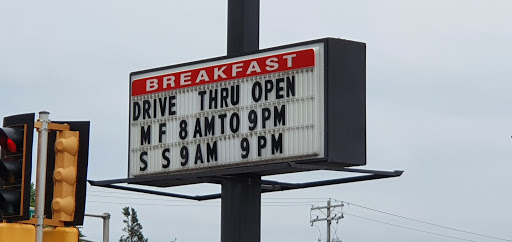 BREAKFAST
DRIVE THRU OPEN
M F 8AM TO 9PM
S S 9AM 9PM